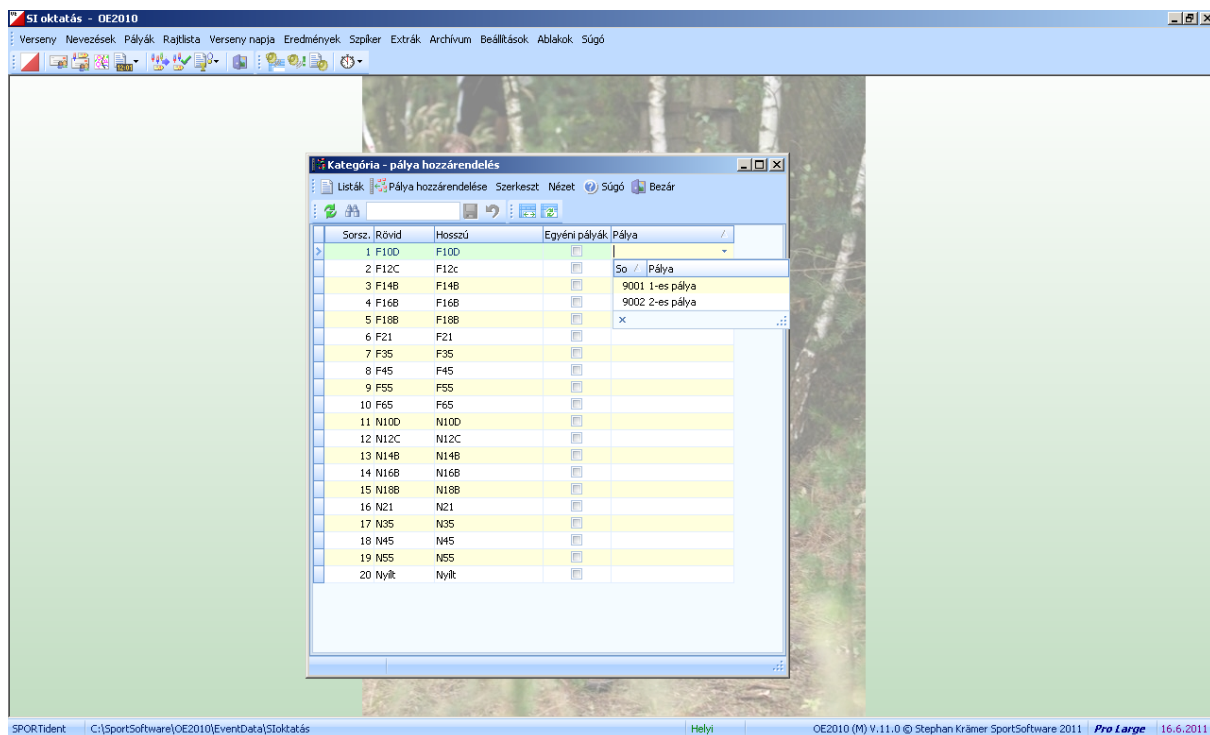 SI oktatás - OE2010
Verseny Nevezések Pályák Rajtlista Verseny napja Eredmények Szpíker Extrák Archívum Beállítások Ablakok Súgó
Kategória - pálya hozzárendelés
Listák Pálya hozzárendelése Szerkeszt Nézet Súgó Bezár
Sorsz. Rövid Hosszú Egyéni pályák Pálya
1 F10D F10D
2 F12C F12c
So Pálya
3 F14B F14B
9001 1-es pálya
4 F16B F16B
9002 2-es pálya
5 F18B F18B
6 F21 F21
7 F35 F35
8 F45 F45
9 F55 F55
10 F65 F65
11 N10D N10D
12 N12C N12C
13 N14B N14B
14 N16B N16B
15 N18B N18B
16 N21 N21
17 N35 N35
18 N45 N45
19 N55 N55
20 Nyílt Nyílt
SPORTident C:\SportSoftware\OE2010\EventData\SIoktatás Helyi OE2010 (M) V.11.0 © Stephan Krämer SportSoftware 2011 Pro Large 16.6.2011